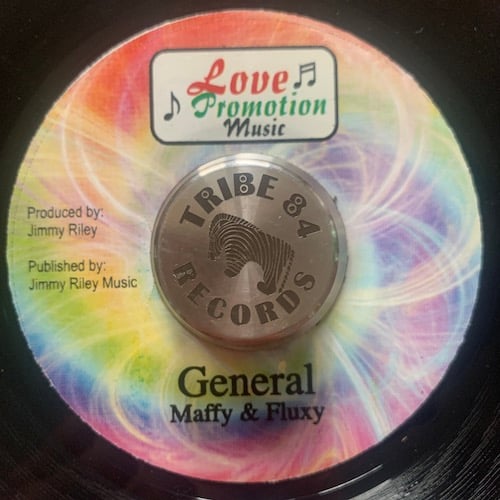 Love
Promotion
Music
Produced by:
Jimmy Riley
Published by:
Jimmy Riley Music
TRIBE 84
RECORDS
General
Maffy & Fluxy